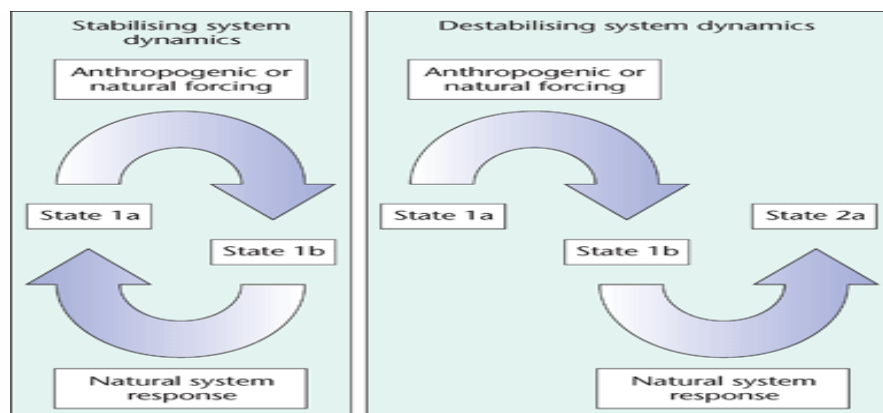 Stabilising system
dynamics
Anthropogenic or
natural forcing
State 1a
State 1b
Natural system
response
Destabilising system dynamics
Anthropogenic or
natural forcing
State 1a
State 2a
State 1b
Natural system
response